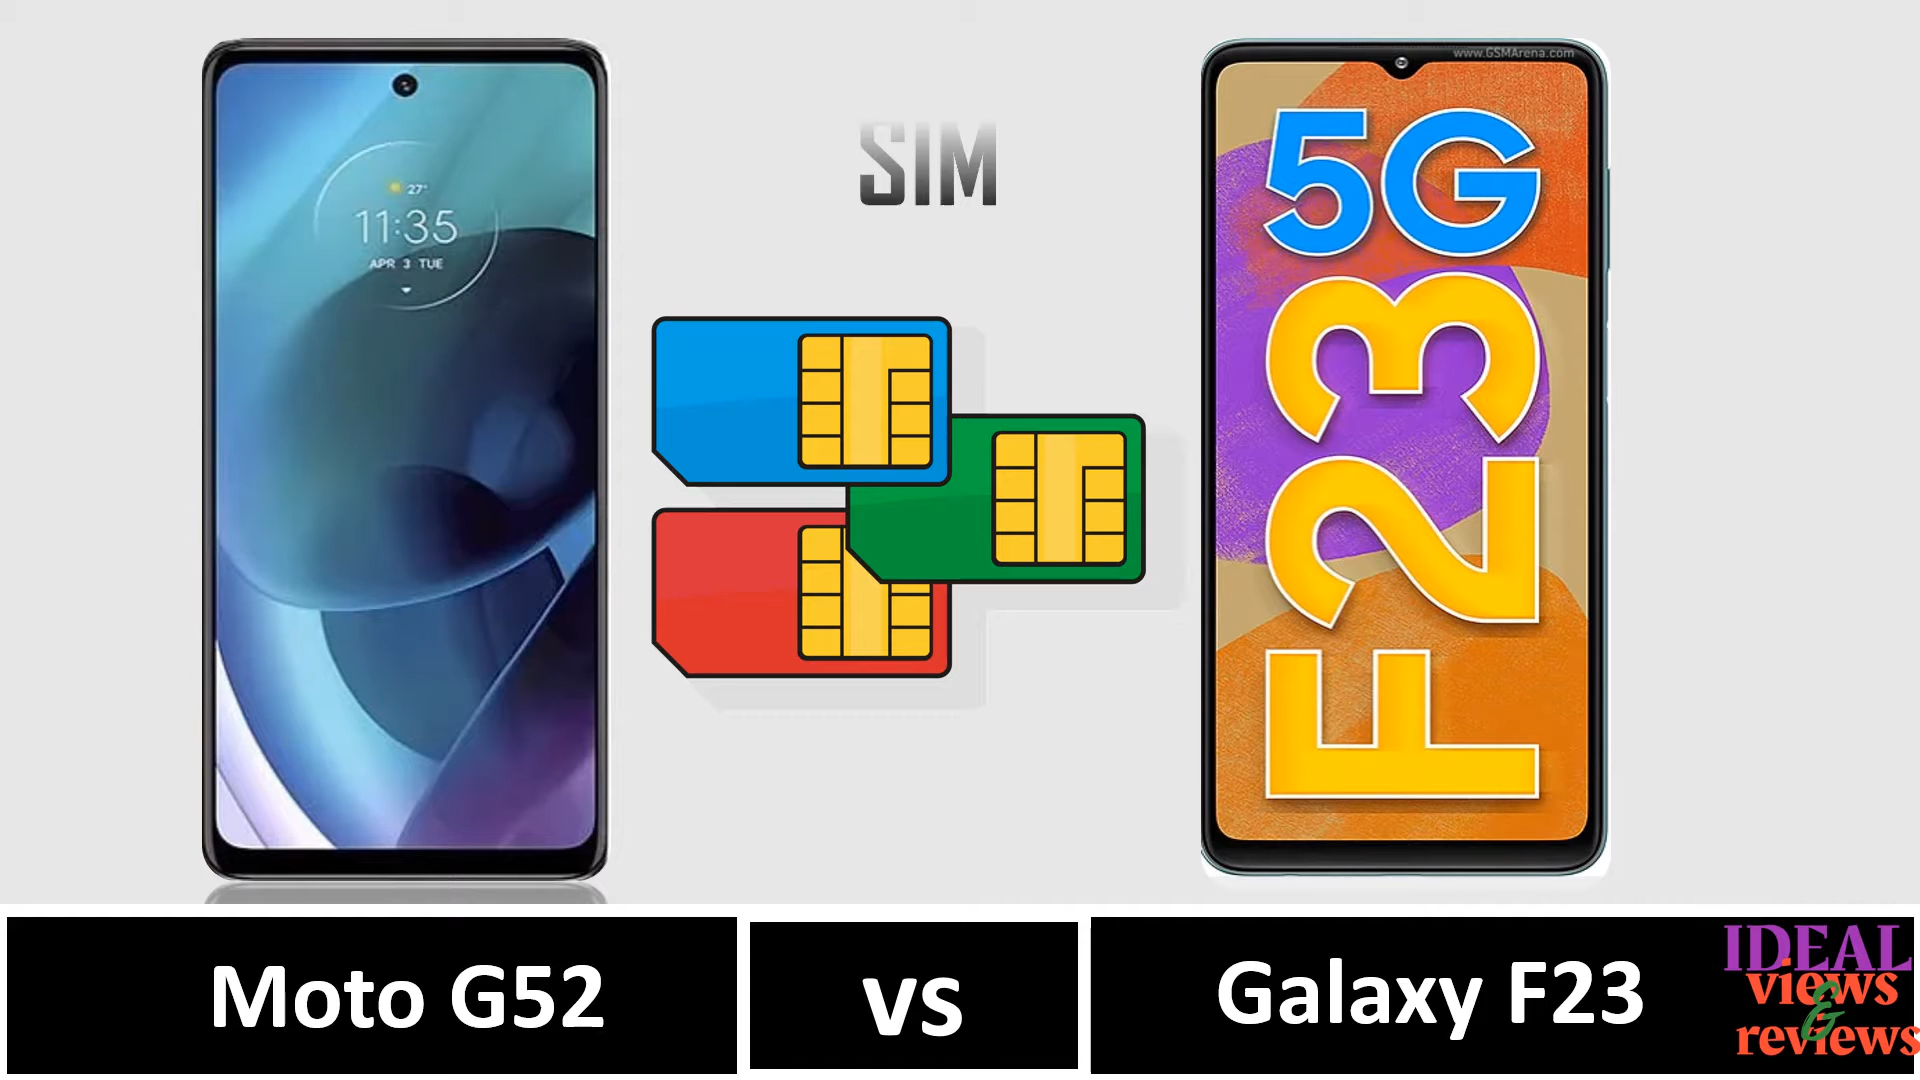 27°
11:35
APR 3 TUE
SIM
www.GSMArena.com
5G
F23
Moto G52
vs
Galaxy F23
IDEAL
views
&
reviews